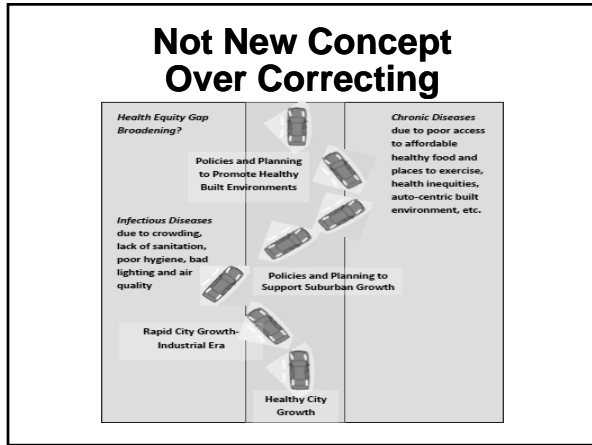 Not New Concept
Over Correcting
Health Equity Gap
Broadening?
Chronic Diseases
due to poor access
to affordable
healthy food and
places to exercise,
health inequities,
auto-centric built
environment, etc.
Policies and Planning
to Promote Healthy
Built Environments
Infectious Diseases
due to crowding,
lack of sanitation,
poor hygiene, bad
lighting and air
quality
Policies and Planning to
Support Suburban Growth
Rapid City Growth-
Industrial Era
Healthy City
Growth